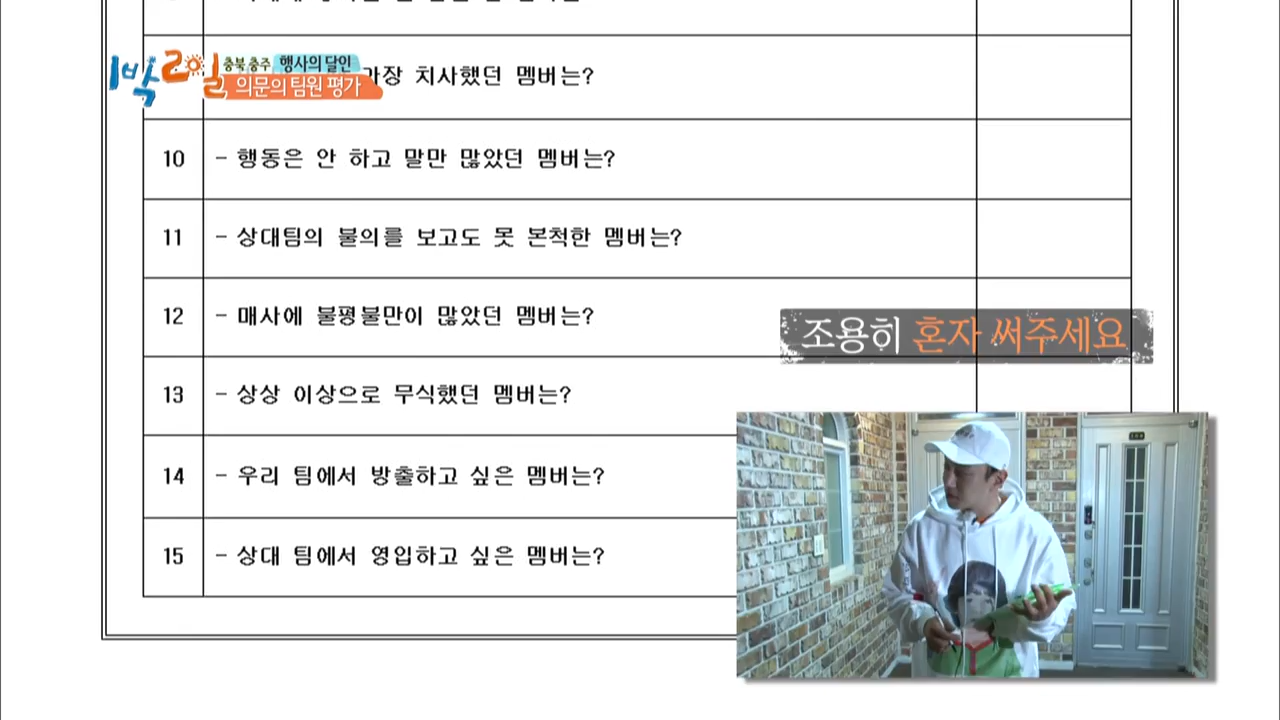 1박2일
충북 충주 행사의 달인
의문의 팀원 평가
가장 치사했던 멤버는?
10 - 행동은 안 하고 말만 많았던 멤버는?
11 - 상대팀의 불의를 보고도 못 본척한 멤버는?
12 - 매사에 불평불만이 많았던 멤버는?
조용히 혼자 써주세요
13 - 상상 이상으로 무식했던 멤버는?
14 - 우리 팀에서 방출하고 싶은 멤버는?
15 - 상대 팀에서 영입하고 싶은 멤버는?